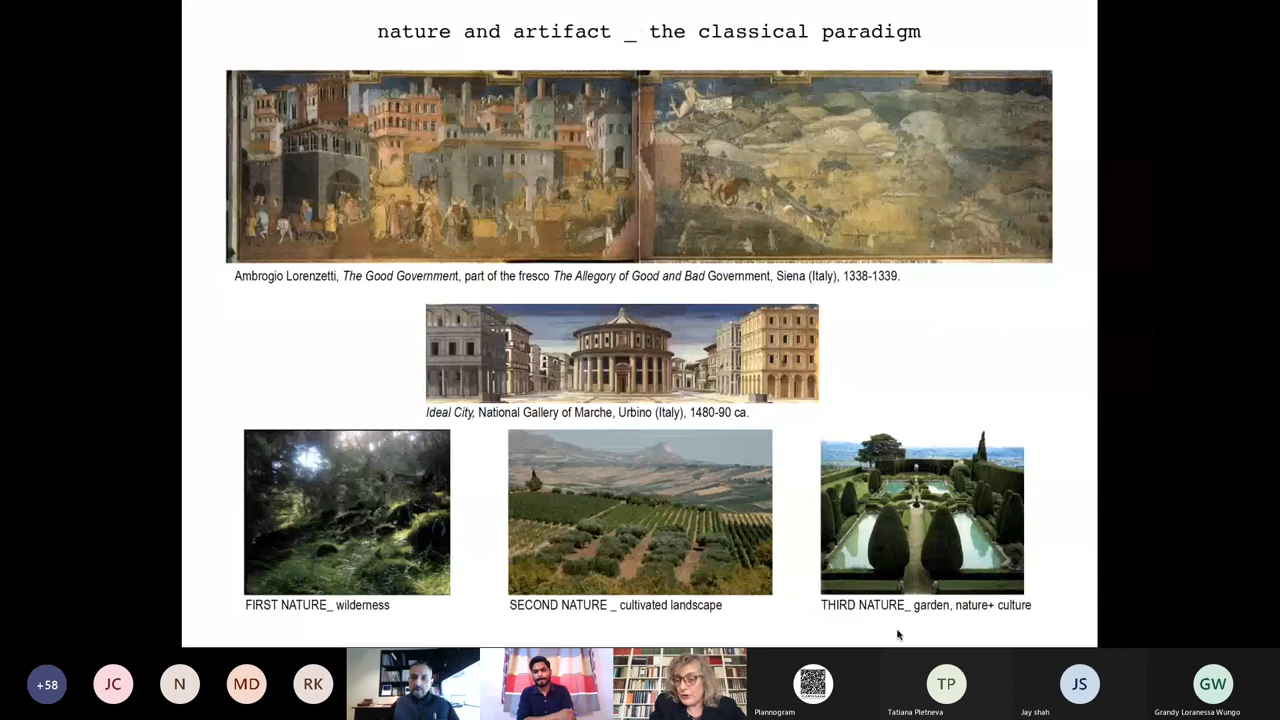 nature and artifact _ the classical paradigm
Ambrogio Lorenzetti, The Good Government, part of the fresco The Allegory of Good and Bad Government, Siena (Italy), 1338-1339.
Ideal City, National Gallery of Marche, Urbino (Italy), 1480-90 ca.
FIRST NATURE_ wilderness
SECOND NATURE _ cultivated landscape
THIRD NATURE_ garden, nature+ culture
+58
JC
N
MD
RK
TP
JS
GW
Plannogram
Tatiana Pletneva
Jay shah
Grandy Loranessa Wungo